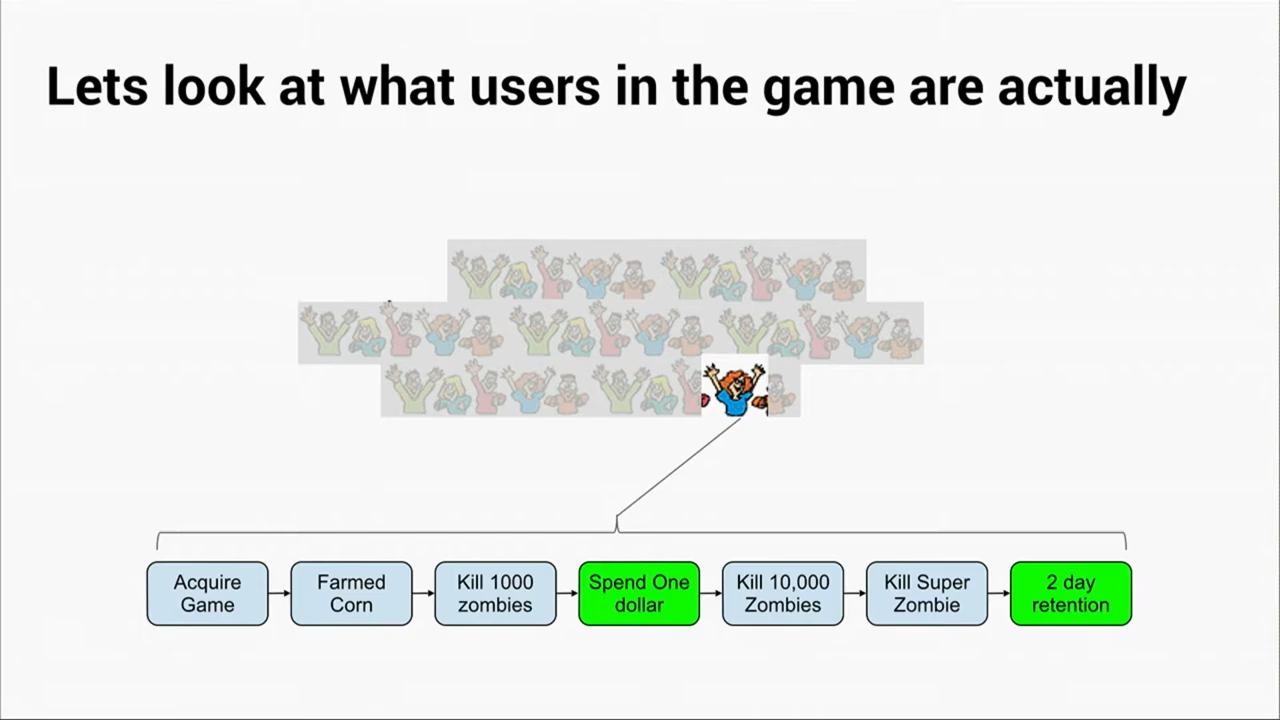 Lets look at what users in the game are actually
Acquire
Game
Farmed
Corn
Kill 1000
zombies
Spend One
dollar
Kill 10,000
Zombies
Kill Super
Zombie
2 day
retention